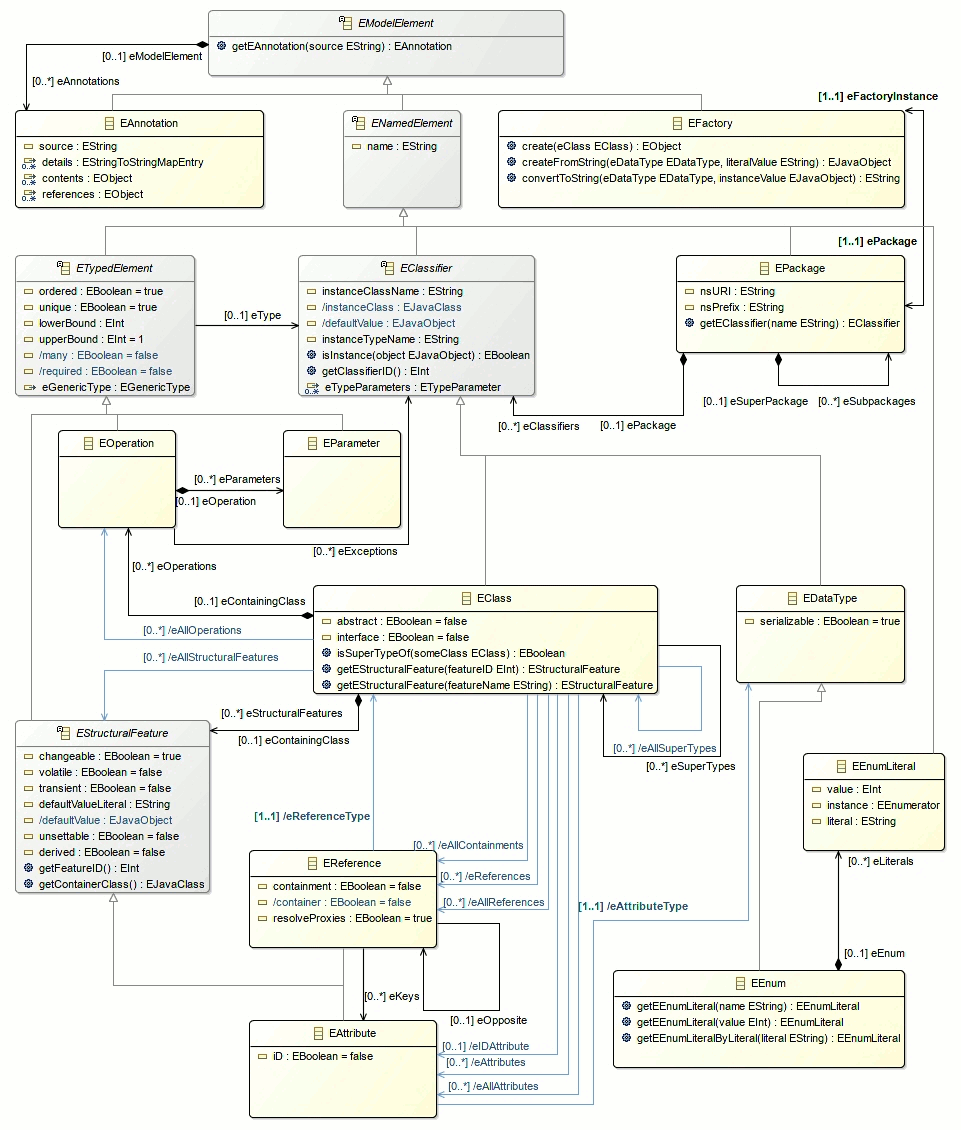 EModelElement
getEAnnotation(source EString) : EAnnotation
[0..1] eModelElement
[0..*] eAnnotations
[1..1] eFactoryInstance
EAnnotation
source : EString
details : EStringToStringMapEntry
contents : EObject
references : EObject
ENamedElement
name : EString
EFactory
create(eClass EClass) : EObject
createFromString(eDataType EDataType, literalValue EString) : EJavaObject
convertToString(eDataType EDataType, instanceValue EJavaObject) : EString
[1..1] ePackage
ETypedElement
ordered : EBoolean = true
unique : EBoolean = true
lowerBound : EInt
upperBound : EInt = 1
/many : EBoolean = false
/required : EBoolean = false
eGenericType : EGenericType
[0..1] eType
EClassifier
instanceClassName : EString
/instanceClass : EJavaClass
/defaultValue : EJavaObject
instanceTypeName : EString
isInstance(object EJavaObject) : EBoolean
getClassifierID() : EInt
eTypeParameters : ETypeParameter
EPackage
nsURI : EString
nsPrefix : EString
getEClassifier(name EString) : EClassifier
[0..1] eSuperPackage
[0..*] eSubpackages
[0..*] eClassifiers
[0..1] ePackage
EOperation
EParameter
[0..*] eParameters
[0..1] eOperation
[0..*] eExceptions
[0..*] eOperations
[0..1] eContainingClass
[0..*] /eAllOperations
[0..*] /eAllStructuralFeatures
EClass
abstract : EBoolean = false
interface : EBoolean = false
isSuperTypeOf(someClass EClass) : EBoolean
getEStructuralFeature(featureID EInt) : EStructuralFeature
getEStructuralFeature(featureName EString) : EStructuralFeature
EDataType
serializable : EBoolean = true
[0..*] eStructuralFeatures
[0..1] eContainingClass
[0..*] /eAllSuperTypes
[0..*] eSuperTypes
EStructuralFeature
changeable : EBoolean = true
volatile : EBoolean = false
transient : EBoolean = false
defaultValueLiteral : EString
/defaultValue : EJavaObject
unsettable : EBoolean = false
derived : EBoolean = false
getFeatureID() : EInt
getContainerClass() : EJavaClass
EEnumLiteral
value : EInt
instance : EEnumerator
literal : EString
[1..1] /eReferenceType
[0..*] /eAllContainments
[0..*] /eReferences
[0..*] /eAllReferences
[0..*] eLiterals
[1..1] /eAttributeType
EReference
containment : EBoolean = false
/container : EBoolean = false
resolveProxies : EBoolean = true
[0..1] eEnum
[0..*] eKeys
[0..1] eOpposite
EEnum
getEEnumLiteral(name EString) : EEnumLiteral
getEEnumLiteral(value EInt) : EEnumLiteral
getEEnumLiteralByLiteral(literal EString) : EEnumLiteral
EAttribute
iD : EBoolean = false
[0..1] /eIDAttribute
[0..*] /eAttributes
[0..*] /eAllAttributes